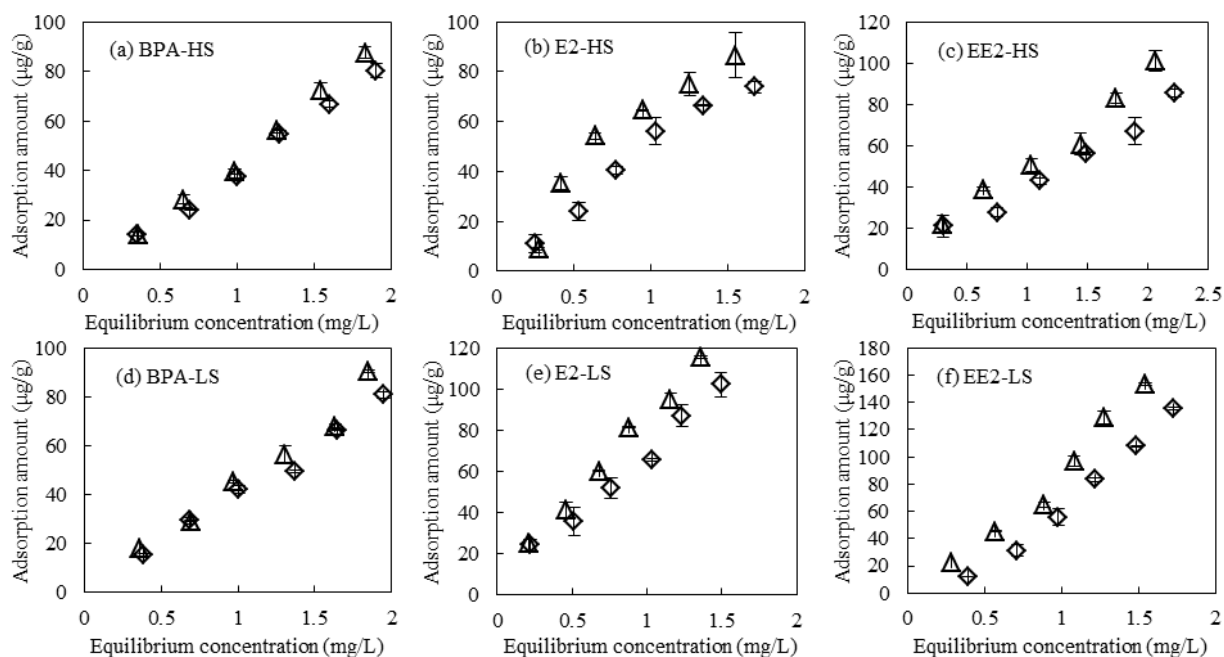 100
80
60
40
20
0
(a) BPA-HS
Adsorption amount (μg/g)
0 0.5 1 1.5 2
Equilibrium concentration (mg/L)
100
80
60
40
20
0
(b) E2-HS
Adsorption amount (μg/g)
0 0.5 1 1.5 2
Equilibrium concentration (mg/L)
120
100
80
60
40
20
0
(c) EE2-HS
Adsorption amount (μg/g)
0 0.5 1 1.5 2 2.5
Equilibrium concentration (mg/L)
100
80
60
40
20
0
(d) BPA-LS
Adsorption amount (μg/g)
0 0.5 1 1.5 2
Equilibrium concentration (mg/L)
120
100
80
60
40
20
0
(e) E2-LS
Adsorption amount (μg/g)
0 0.5 1 1.5 2
Equilibrium concentration (mg/L)
180
160
140
120
100
80
60
40
20
0
(f) EE2-LS
Adsorption amount (μg/g)
0 0.5 1 1.5 2
Equilibrium concentration (mg/L)